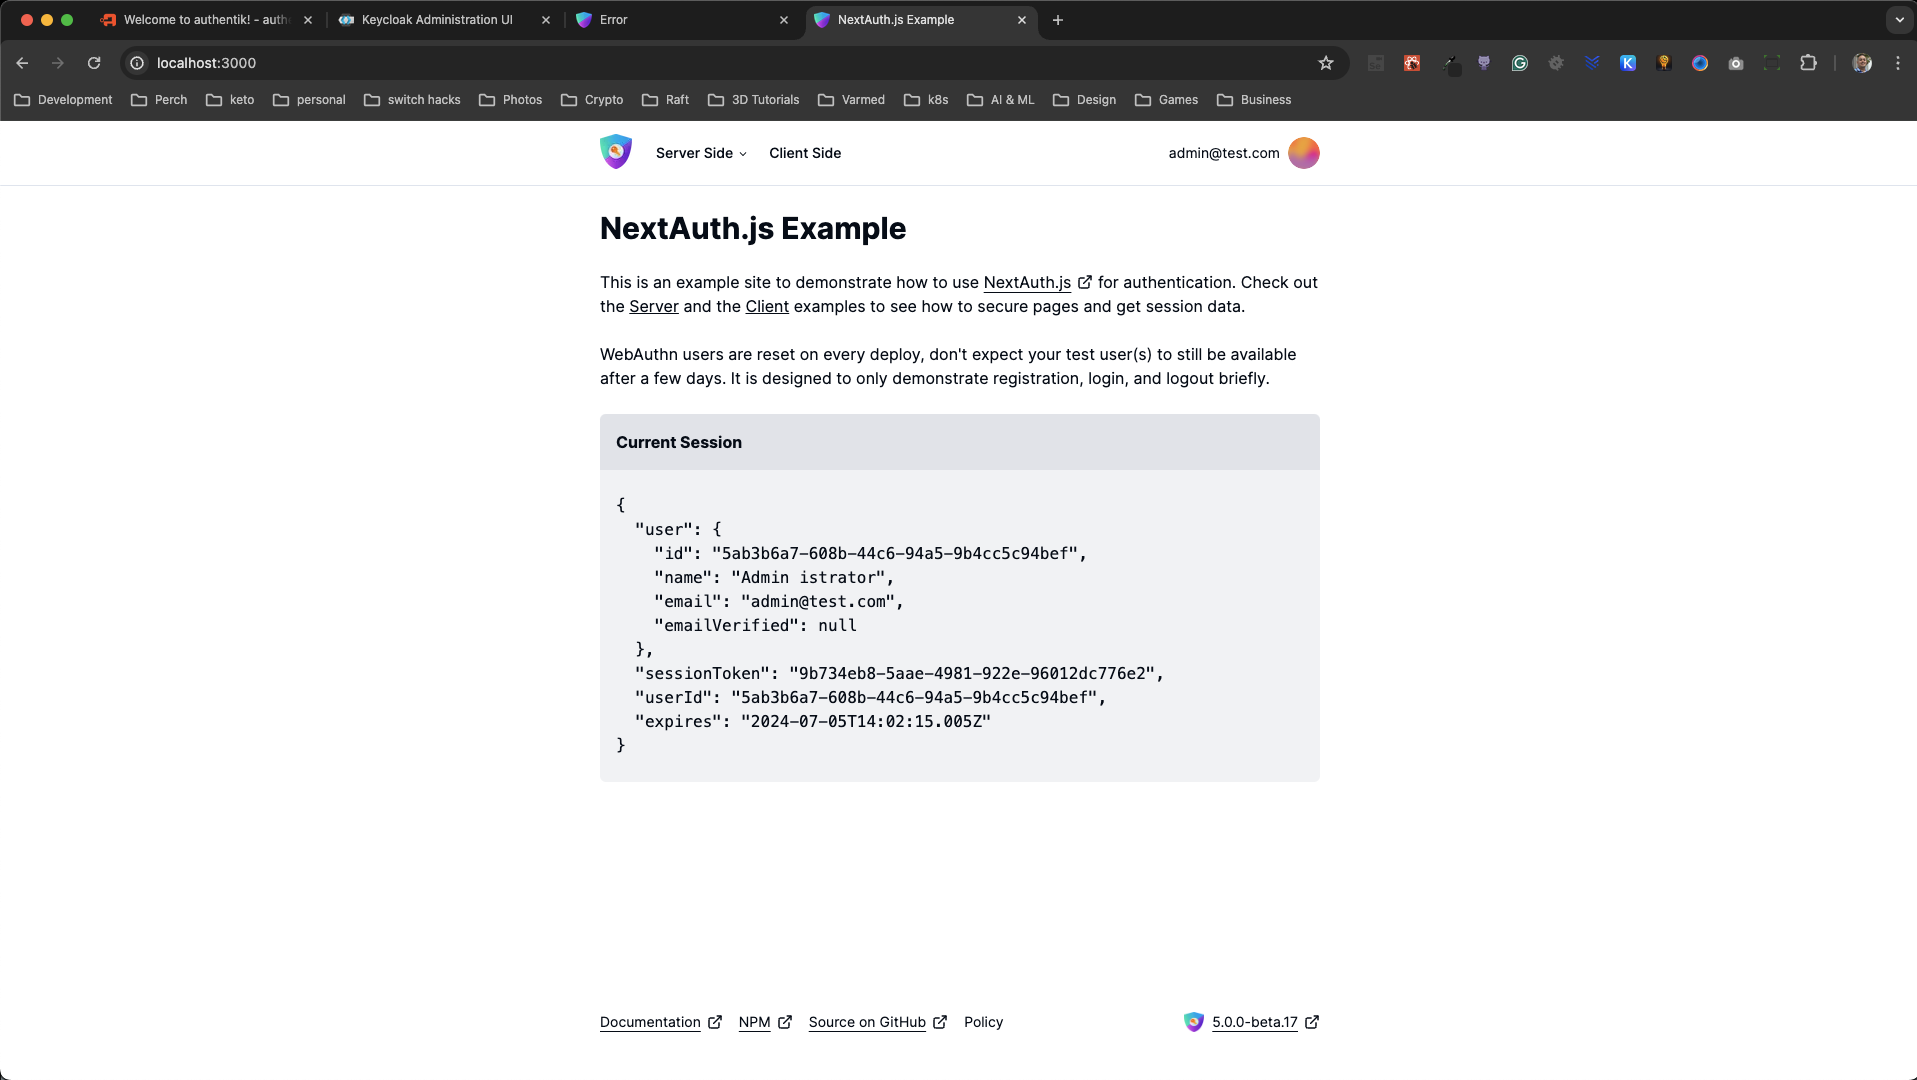 Welcome to authentik! - auth
Keycloak Administration UI
Error
NextAuth.js Example
localhost:3000
Development
Perch
keto
personal
switch hacks
Photos
Crypto
Raft
3D Tutorials
Varmed
k8s
AI & ML
Design
Games
Business
Server Side
Client Side
admin@test.com
NextAuth.js Example
This is an example site to demonstrate how to use NextAuth.js for authentication. Check out
the Server and the Client examples to see how to secure pages and get session data.
WebAuthn users are reset on every deploy, don't expect your test user(s) to still be available
after a few days. It is designed to only demonstrate registration, login, and logout briefly.
Current Session
{
"user": {
"id": "5ab3b6a7-608b-44c6-94a5-9b4cc5c94bef",
"name": "Admin istrator",
"email": "admin@test.com",
"emailVerified": null
},
"sessionToken": "9b734eb8-5aae-4981-922e-96012dc776e2",
"userId": "5ab3b6a7-608b-44c6-94a5-9b4cc5c94bef",
"expires": "2024-07-05T14:02:15.005Z"
}
Documentation
NPM
Source on GitHub
Policy
5.0.0-beta.17